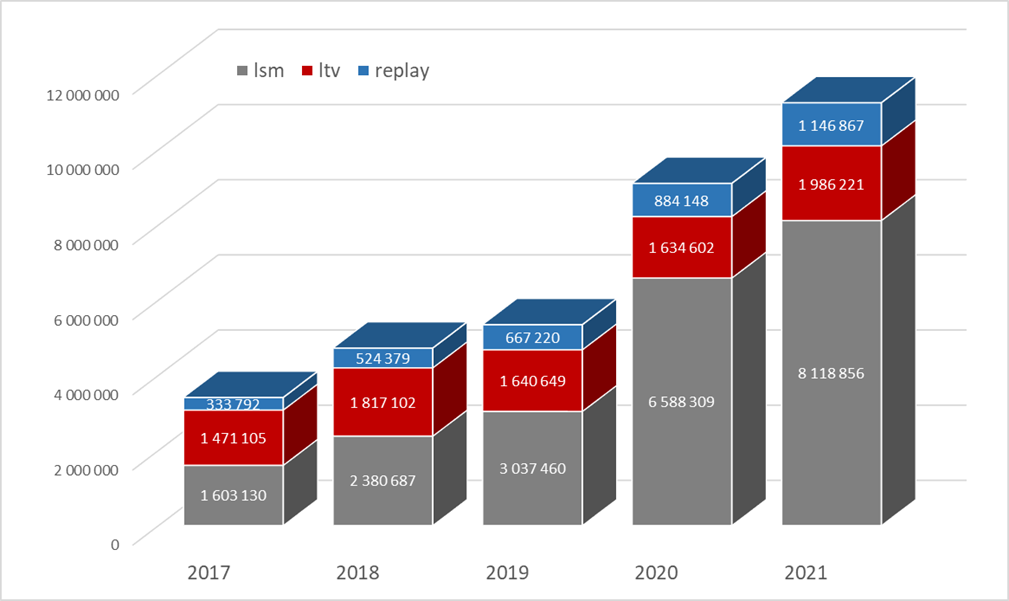 lsm ltv replay
12 000 000
10 000 000
8 000 000
6 000 000
4 000 000
2 000 000
0
333 792
1 471 105
1 603 130
524 379
1 817 102
2 380 687
667 220
1 640 649
3 037 460
884 148
1 634 602
6 588 309
1 146 867
1 986 221
8 118 856
2017 2018 2019 2020 2021